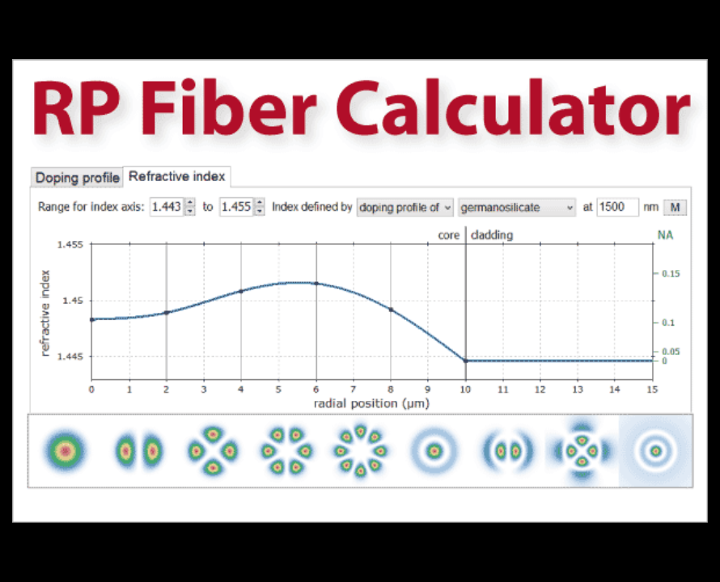 RP Fiber Calculator
Doping profile Refractive index
Range for index axis: 1.443 to 1.455 Index defined by doping profile of germanosilicate at 1500 nm M
core cladding NA
1.455
0.15
refractive index
1.45
0.1
1.445
0.05
0
0 1 2 3 4 5 6 7 8 9 10 11 12 13 14 15
radial position (µm)